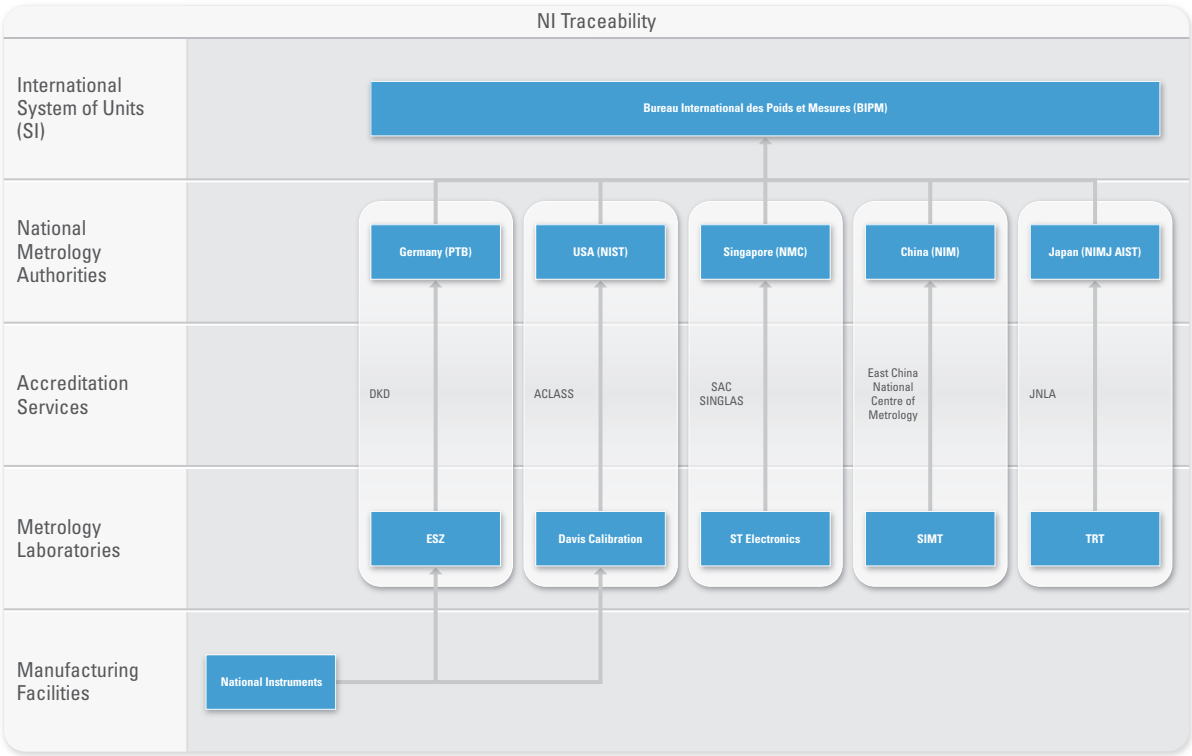 NI Traceability
International
System of Units
(SI)
Bureau International des Poids et Mesures (BIPM)
National
Metrology
Authorities
Germany (PTB)
USA (NIST)
Singapore (NMC)
China (NIM)
Japan (NIMJ AIST)
Accreditation
Services
DKD
ACLASS
SAC
SINGLAS
East China
National
Centre of
Metrology
JNLA
Metrology
Laboratories
ESZ
Davis Calibration
ST Electronics
SIMT
TRT
Manufacturing
Facilities
National Instruments